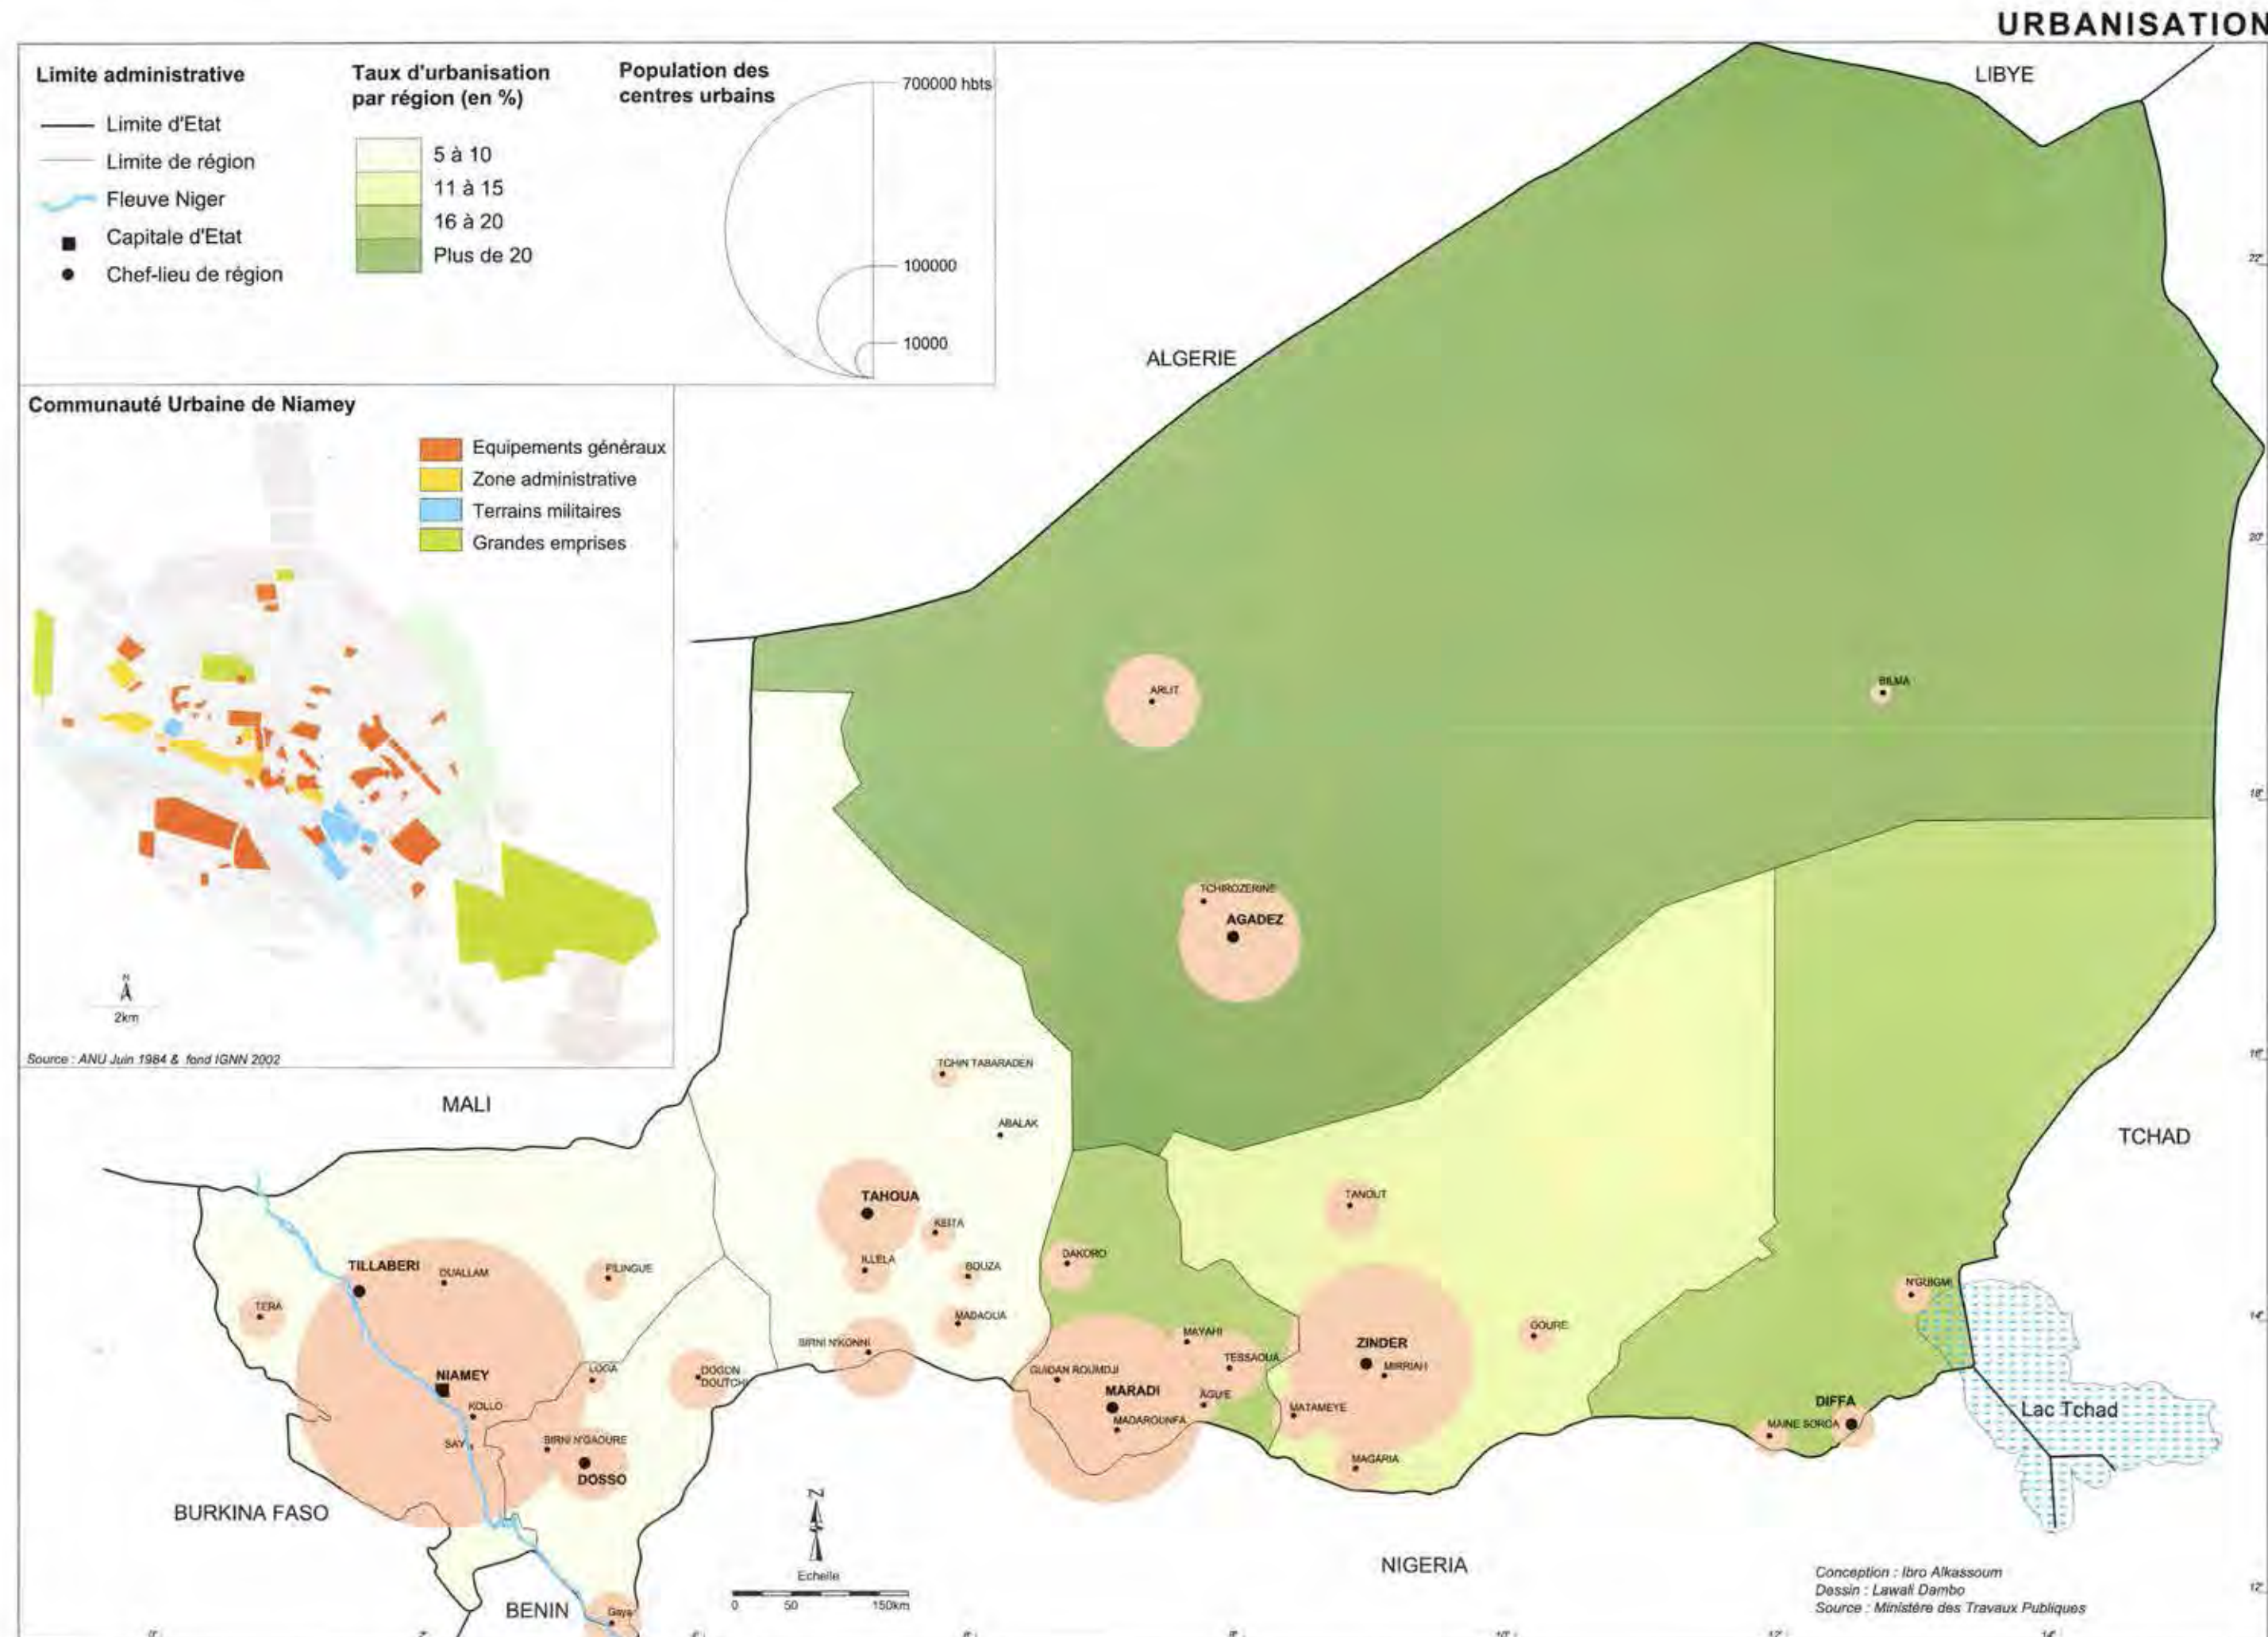 URBANISATION
Limite administrative
Limite d'Etat
Limite de région
Fleuve Niger
Capitale d'Etat
Chef-lieu de région
Taux d'urbanisation
par région (en %)
5 à 10
11 à 15
16 à 20
Plus de 20
Population des
centres urbains
700000 hbts
100000
10000
Communauté Urbaine de Niamey
Equipements généraux
Zone administrative
Terrains militaires
Grandes emprises
N
2km
Source : ANU Juin 1984 & fond IGNN 2002
LIBYE
ALGERIE
22°
20°
18°
16°
14°
12°
ARLIT
BILMA
TCHIROZERINE
AGADEZ
MALI
TCHIN TABARADEN
ABALAK
TCHAD
TAHOUA
KEITA
ILLELA
BOUZA
MADAOUA
BIRNI N'KONNI
TANOUT
DAKORO
TILLABERI
OUALLAM
FILINGUE
TERA
NIAMEY
KOLLO
SAY
LOGA
DOGON
DOUTCHI
BIRNI N'GAOURE
DOSSO
GUIDAN ROUMDJI
MAYAHI
TESSAOUA
MARADI
AGUIE
MADAROUNFA
ZINDER
MIRRIAH
MATAMEYE
MAGARIA
GOURE
N'GUIGMI
DIFFA
MAINE SOROA
Lac Tchad
BURKINA FASO
BENIN
Gaya
NIGERIA
Echelle
0 50 150km
Conception : Ibro Alkassoum
Dessin : Lawali Dambo
Source : Ministère des Travaux Publiques